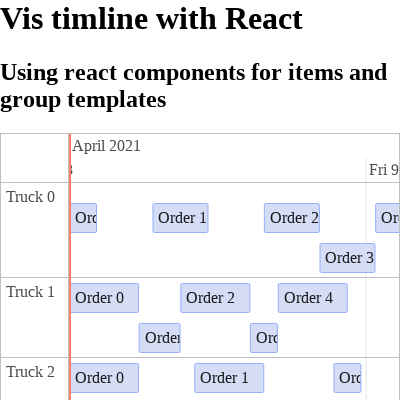 Vis timline with React
Using react components for items and
group templates
April 2021
Fri 9
Truck 0
Order 1
Order 2
Order 3
Truck 1
Order 0
Order 2
Order 4
Order
Truck 2
Order 0
Order 1